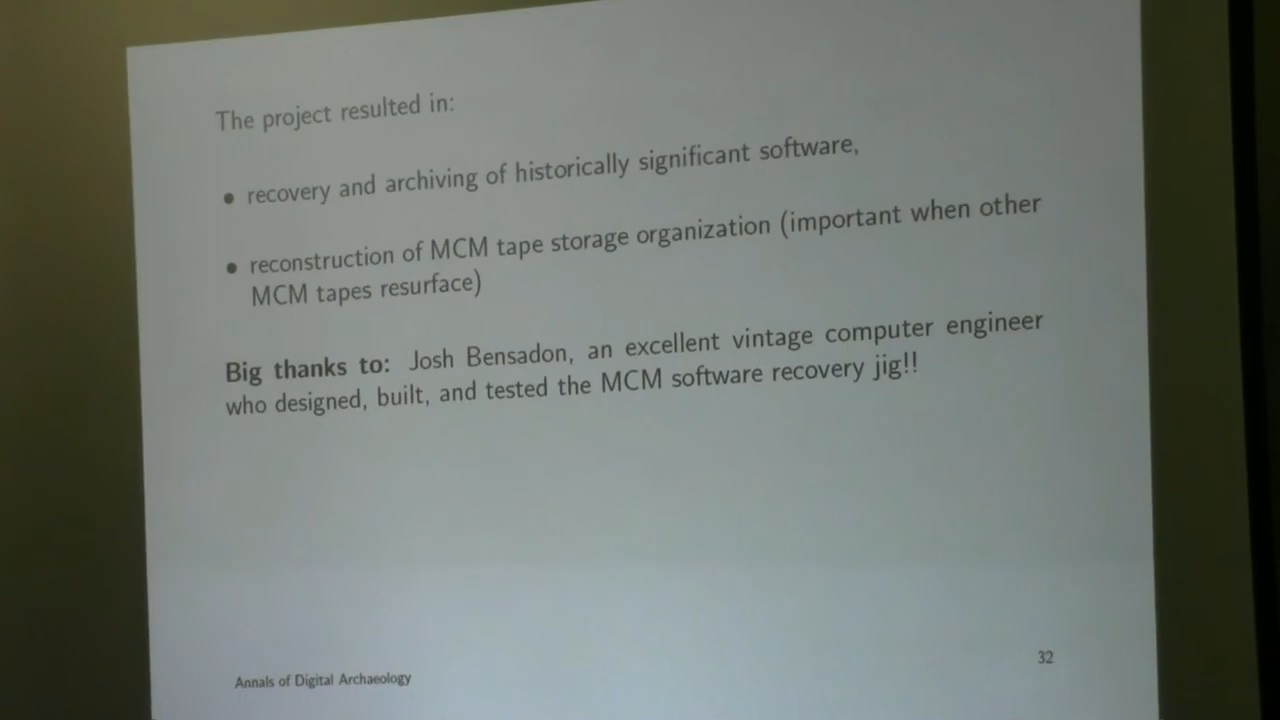 The project resulted in:
• recovery and archiving of historically significant software,
• reconstruction of MCM tape storage organization (important when other
MCM tapes resurface)
Big thanks to: Josh Bensadon, an excellent vintage computer engineer
who designed, built, and tested the MCM software recovery jig!!
Annals of Digital Archaeology
32